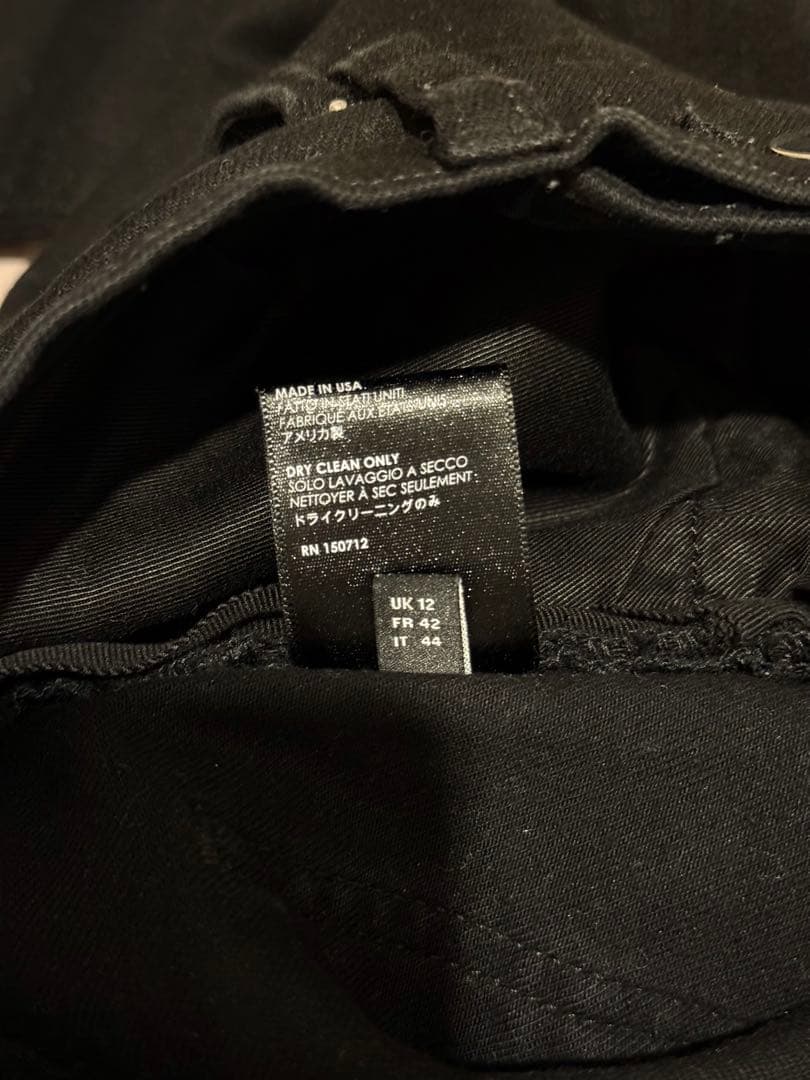 MADE IN USA
FATTO IN STATI UNITI
FABRIQUE AUX ETATS-UNIS
アメリカ製
DRY CLEAN ONLY
SOLO LAVAGGIO A SECCO
NETTOYER À SEC SEULEMENT
ドライクリーニングのみ
RN 150712
UK 12
FR 42
IT 44